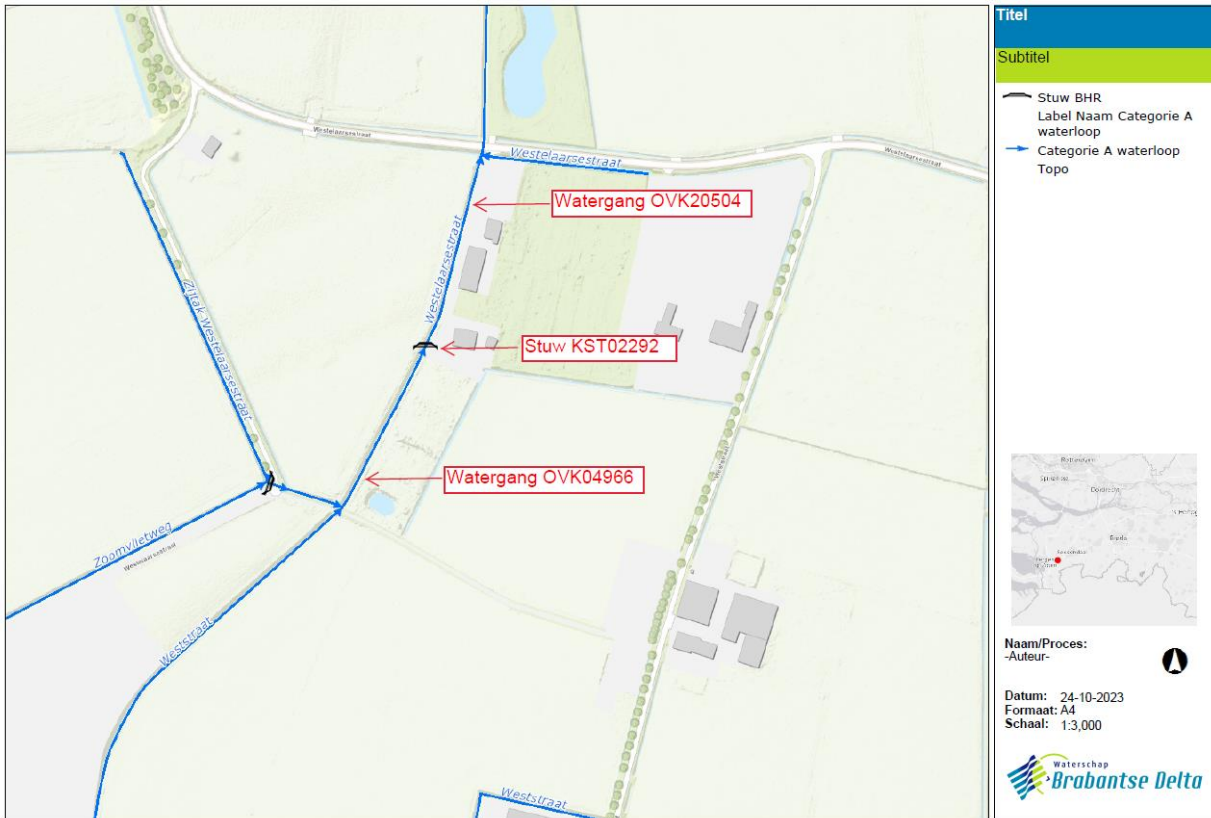 Westelaarsestraat
Westelaarsestraat
Westelaarsestraat
Watergang OVK20504
Westelaarsestraat
Zijtak-Westelaarsestraat
Stuw KST02292
Watergang OVK04966
Zoomvlietweg
Weststraat
Weststraat
Titel
Subtitel
Stuw BHR
Label Naam Categorie A
waterloop
Categorie A waterloop
Topo
Dordrecht
Breda
Naam/Proces:
-Auteur-
Datum: 24-10-2023
Formaat: A4
Schaal: 1:3,000
Waterschap
Brabantse Delta